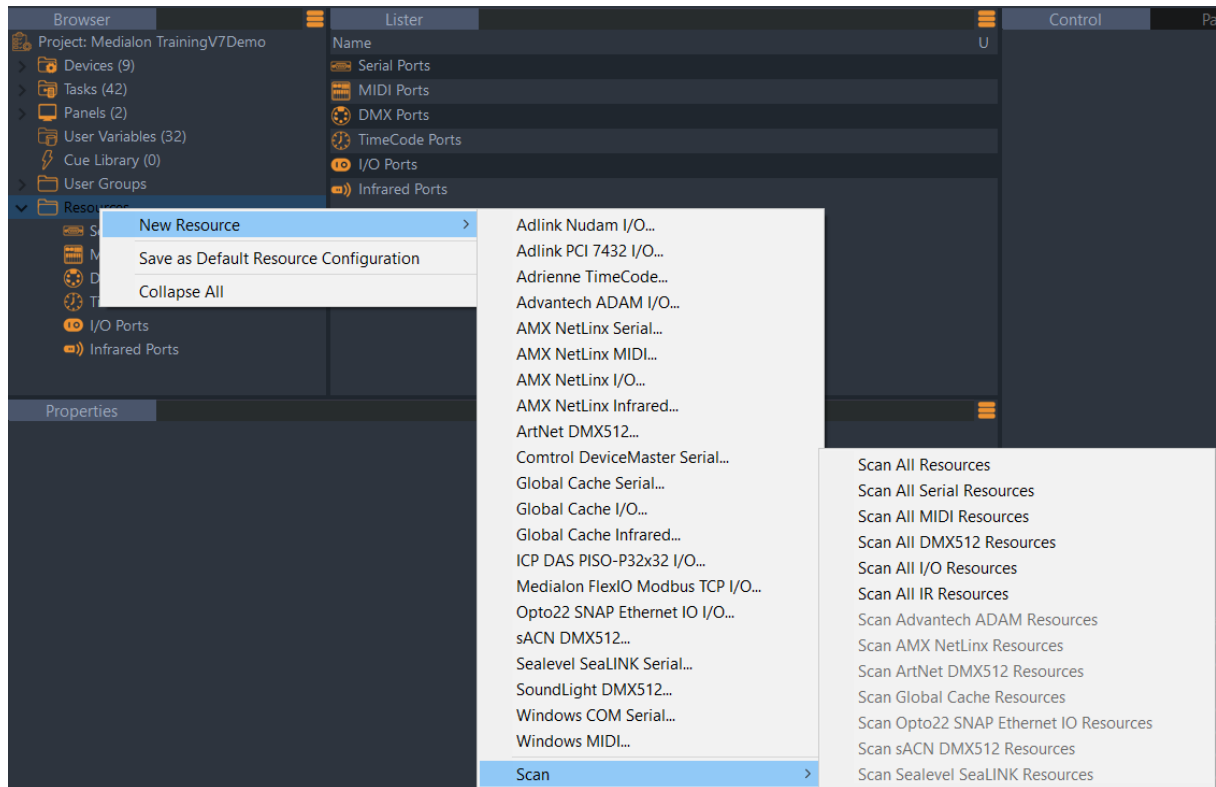 Browser
Lister
Control
Pa
Project: Medialon TrainingV7Demo
Devices (9)
Tasks (42)
Panels (2)
User Variables (32)
Cue Library (0)
User Groups
Resources
S
M
D
Ti
I/O Ports
Infrared Ports
Name
U
Serial Ports
MIDI Ports
DMX Ports
TimeCode Ports
I/O Ports
Infrared Ports
New Resource
Save as Default Resource Configuration
Collapse All
Properties
Adlink Nudam I/O...
Adlink PCI 7432 I/O...
Adrienne TimeCode...
Advantech ADAM I/O...
AMX NetLinx Serial...
AMX NetLinx MIDI...
AMX NetLinx I/O...
AMX NetLinx Infrared...
ArtNet DMX512...
Comtrol DeviceMaster Serial...
Global Cache Serial...
Global Cache I/O...
Global Cache Infrared...
ICP DAS PISO-P32x32 I/O...
Medialon FlexIO Modbus TCP I/O...
Opto22 SNAP Ethernet IO I/O...
sACN DMX512...
Sealevel SeaLINK Serial...
SoundLight DMX512...
Windows COM Serial...
Windows MIDI...
Scan
Scan All Resources
Scan All Serial Resources
Scan All MIDI Resources
Scan All DMX512 Resources
Scan All I/O Resources
Scan All IR Resources
Scan Advantech ADAM Resources
Scan AMX NetLinx Resources
Scan ArtNet DMX512 Resources
Scan Global Cache Resources
Scan Opto22 SNAP Ethernet IO Resources
Scan sACN DMX512 Resources
Scan Sealevel SeaLINK Resources